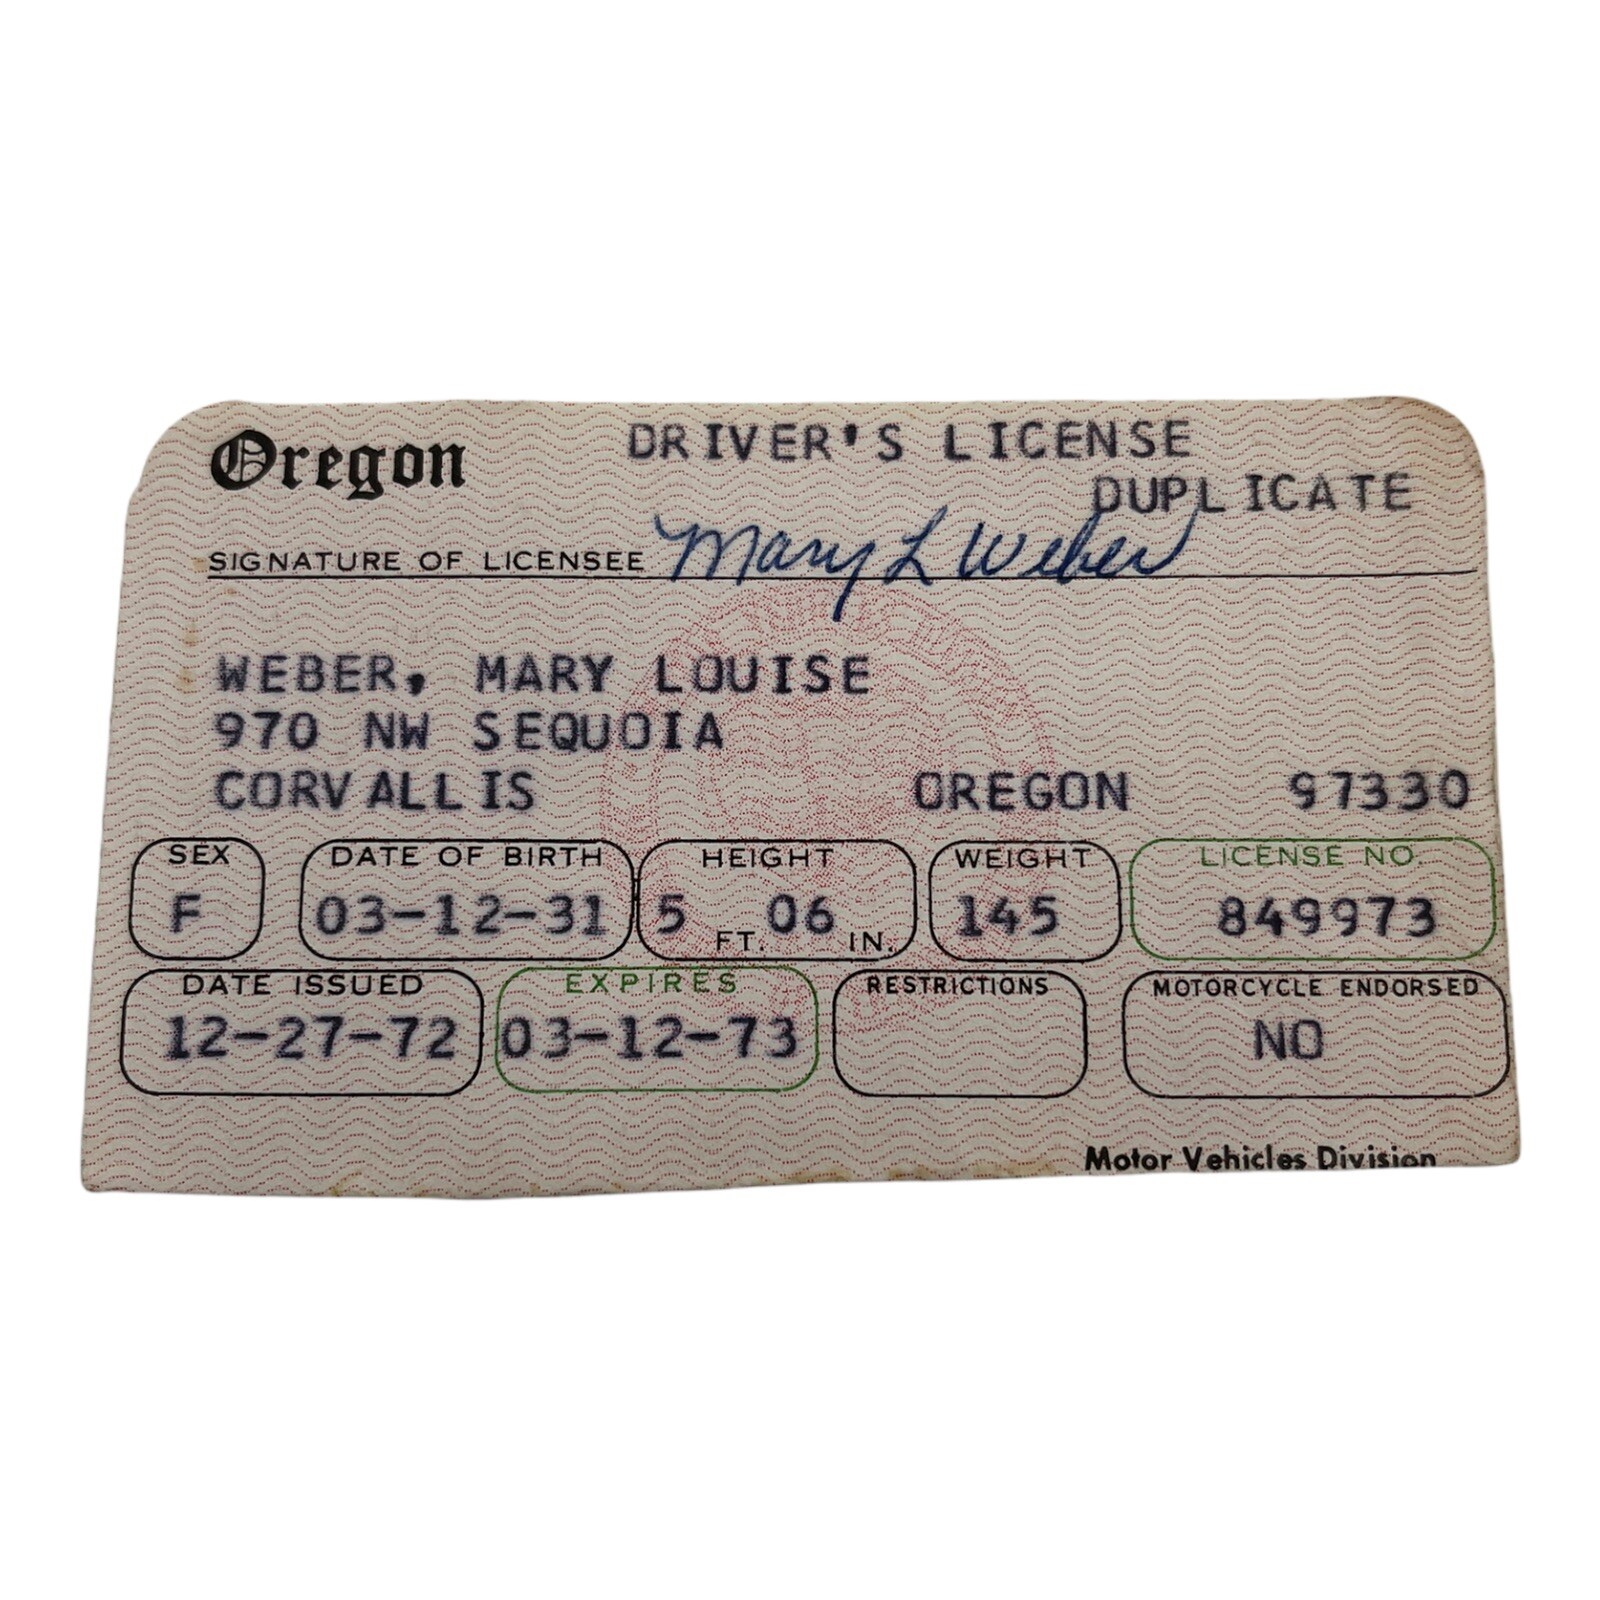 Oregon DRIVER'S LICENSE
DUPLICATE
SIGNATURE OF LICENSEE Mary L Weber
WEBER, MARY LOUISE
970 NW SEQUOIA
CORVALLIS OREGON 97330
SEX DATE OF BIRTH HEIGHT WEIGHT LICENSE NO.
F 03-12-31 5 FT. 06 IN. 145 849973
DATE ISSUED EXPIRES RESTRICTIONS MOTORCYCLE ENDORSED
12-27-72 03-12-73 NO
Motor Vehicles Division